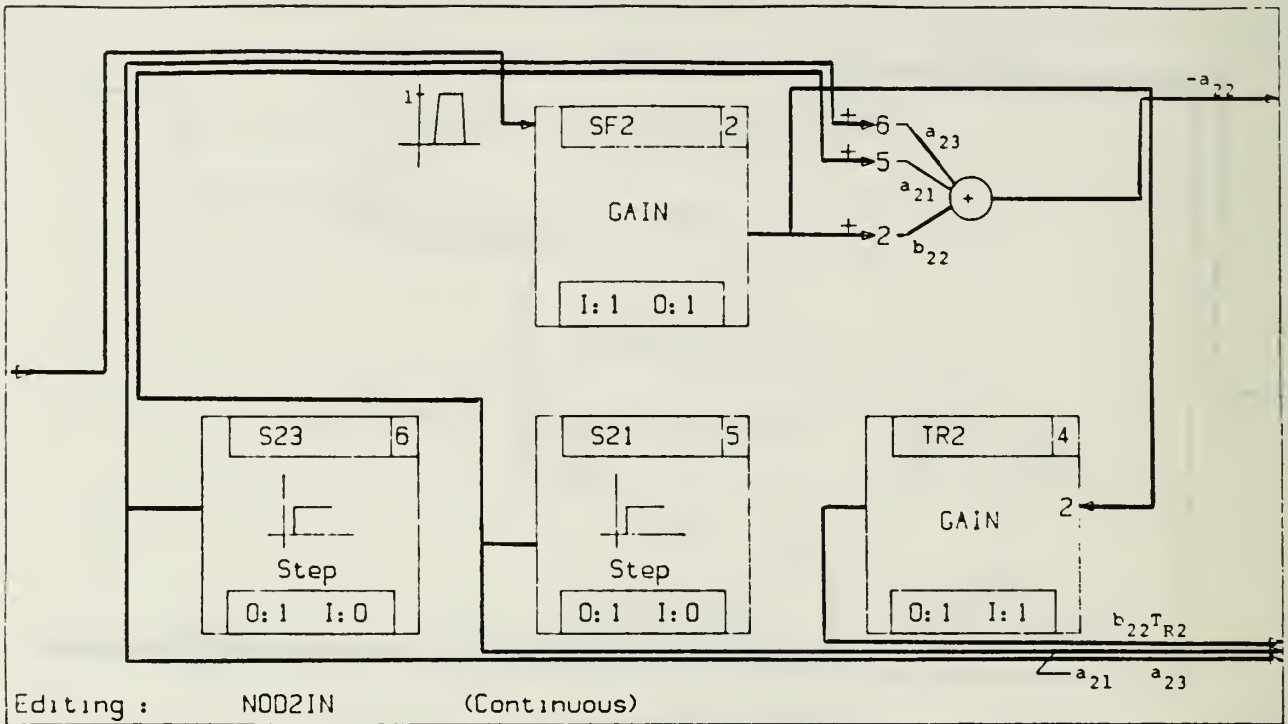 1
SF2 2
GAIN
I: 1 O: 1
+ 6 a23
+ 5 a21
+ 2 b22
+
-a22
S23 6
Step
O: 1 I: 0
S21 5
Step
O: 1 I: 0
TR2 4
GAIN 2
O: 1 I: 1
b22TR2
a21 a23
Editing : NOD2IN (Continuous)